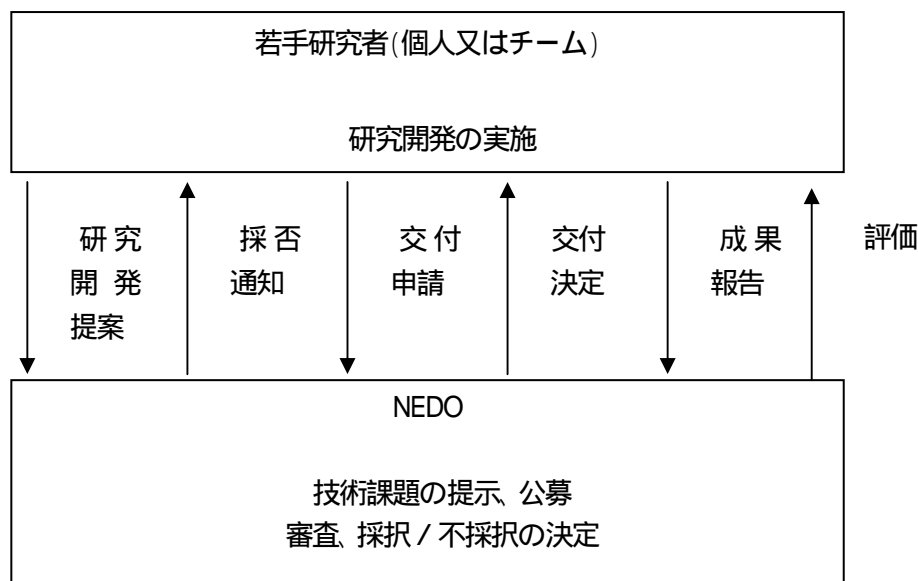 若手研究者(個人又はチーム)
研究開発の実施
研 究
開 発
提案
採 否
通知
交 付
申請
交付
決定
成 果
報告
評価
NEDO
技術課題の提示、公募
審査、採択 / 不採択の決定